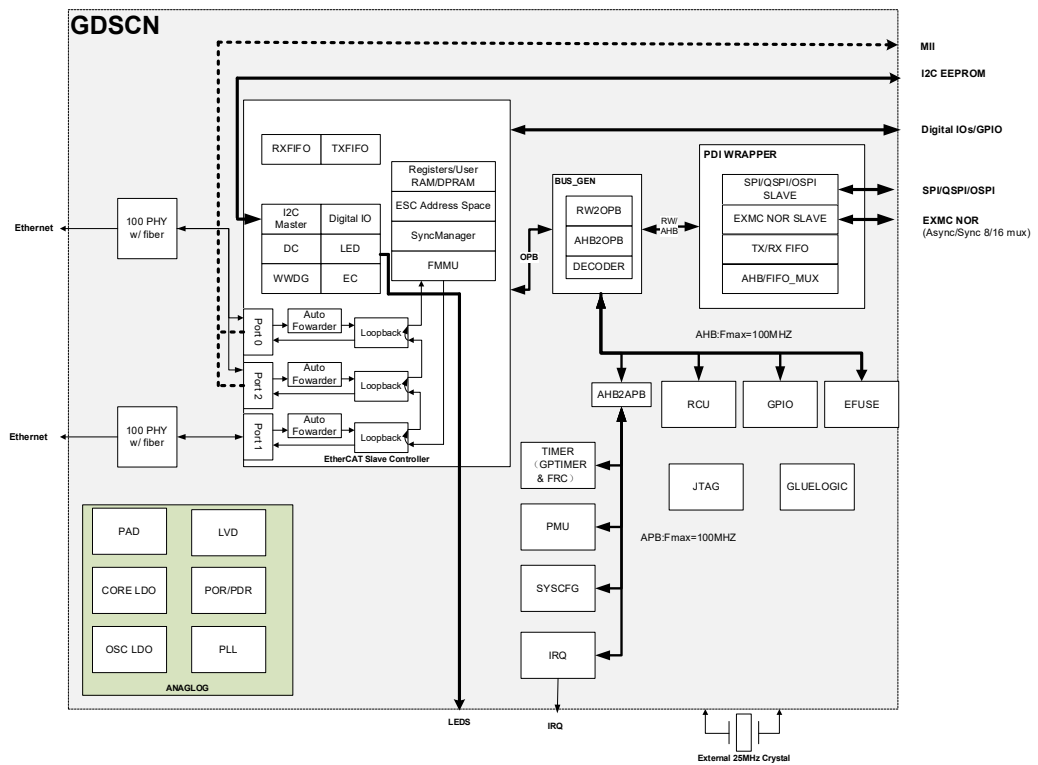 GDSCN
MII
I2C EEPROM
Digital IOs/GPIO
RXFIFO
TXFIFO
Registers/User
RAM/DPRAM
ESC Address Space
SyncManager
FMMU
I2C
Master
Digital IO
DC
LED
WWDG
EC
BUS_GEN
RW2OPB
AHB2OPB
DECODER
OPB
RW/
AHB
PDI WRAPPER
SPI/QSPI/OSPI
SLAVE
EXMC NOR SLAVE
TX/RX FIFO
AHB/FIFO_MUX
SPI/QSPI/OSPI
EXMC NOR
(Async/Sync 8/16 mux)
Ethernet
100 PHY
w/ fiber
Port 0
Auto
Fowarder
Loopback
Port 2
Auto
Fowarder
Loopback
Ethernet
100 PHY
w/ fiber
Port 1
Auto
Fowarder
Loopback
EtherCAT Slave Controller
AHB:Fmax=100MHZ
AHB2APB
RCU
GPIO
EFUSE
TIMER
(GPTIMER
& FRC)
JTAG
GLUELOGIC
PMU
APB:Fmax=100MHZ
SYSCFG
IRQ
PAD
LVD
CORE LDO
POR/PDR
OSC LDO
PLL
ANAGLOG
LEDS
IRQ
External 25MHz Crystal